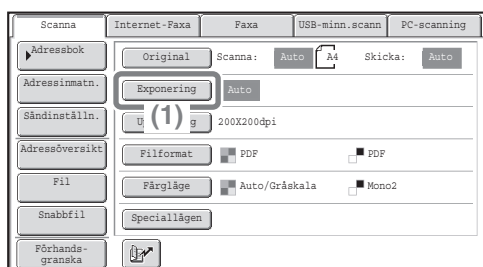 Scanna Internet-Faxa Faxa USB-minn.scann PC-scanning
Adressbok
Original Scanna: Auto A4 Skicka: Auto
Adressinmatn.
Exponering Auto
Sändinställn.
(1) 200X200dpi
Adressöversikt
Filformat PDF PDF
Fil
Färgläge Auto/Gråskala Mono2
Snabbfil
Speciallägen
Förhands-
granska